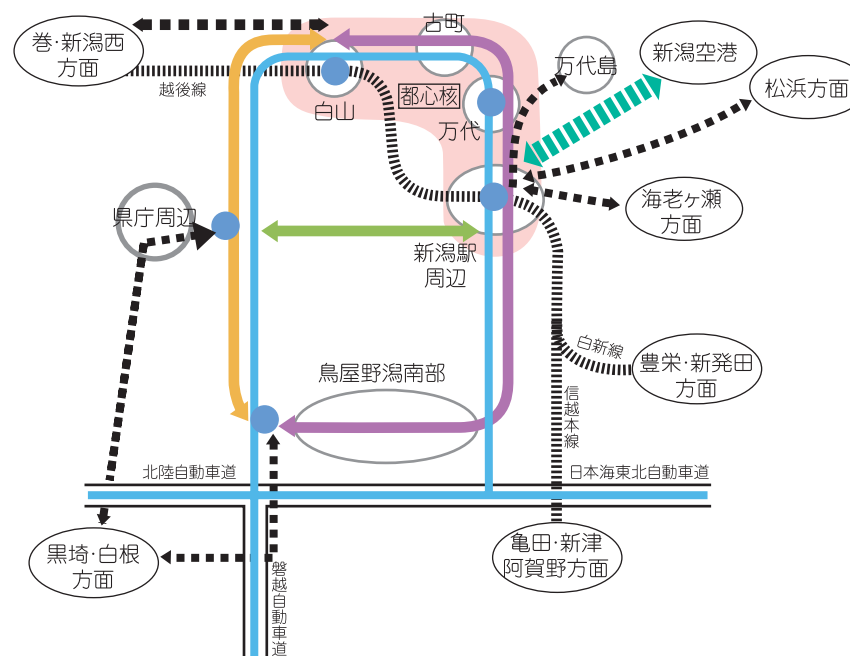 古町
巻・新潟西
方面
万代島
新潟空港
松浜方面
越後線
都心核
白山
万代
県庁周辺
海老ヶ瀬
方面
新潟駅
周辺
白新線
豊栄・新発田
方面
鳥屋野潟南部
信越本線
北陸自動車道
日本海東北自動車道
黒埼・白根
方面
亀田・新津
阿賀野方面
磐越自動車道